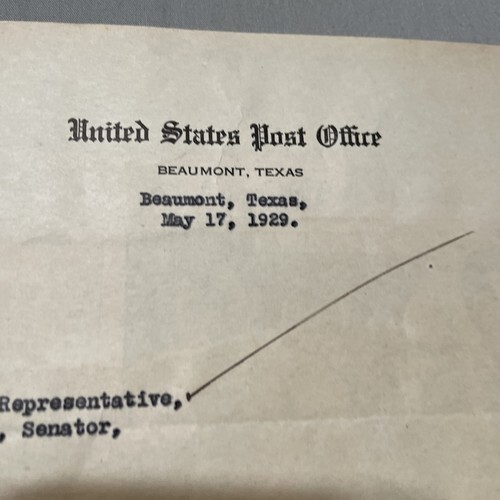 United States Post Office
BEAUMONT, TEXAS
Beaumont, Texas,
May 17, 1929.
Representative,
, Senator,